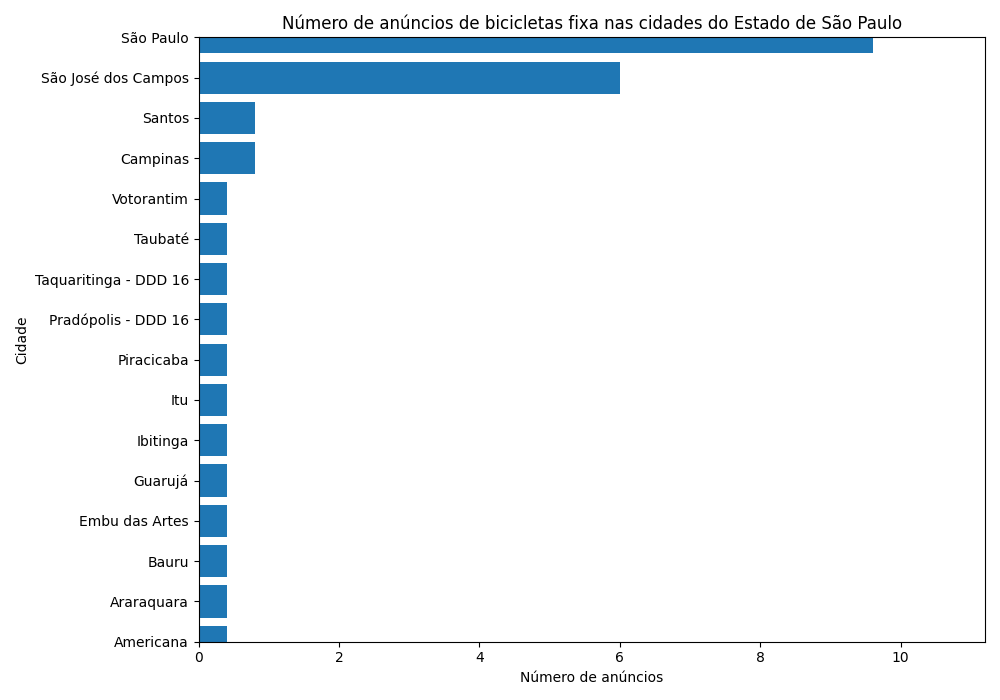 Número de anúncios de bicicletas fixa nas cidades do Estado de São Paulo
São Paulo
São José dos Campos
Santos
Campinas
Votorantim
Taubaté
Taquaritinga - DDD 16
Pradópolis - DDD 16
Piracicaba
Itu
Ibitinga
Guarujá
Embu das Artes
Bauru
Araraquara
Americana
Cidade
0 2 4 6 8 10
Número de anúncios